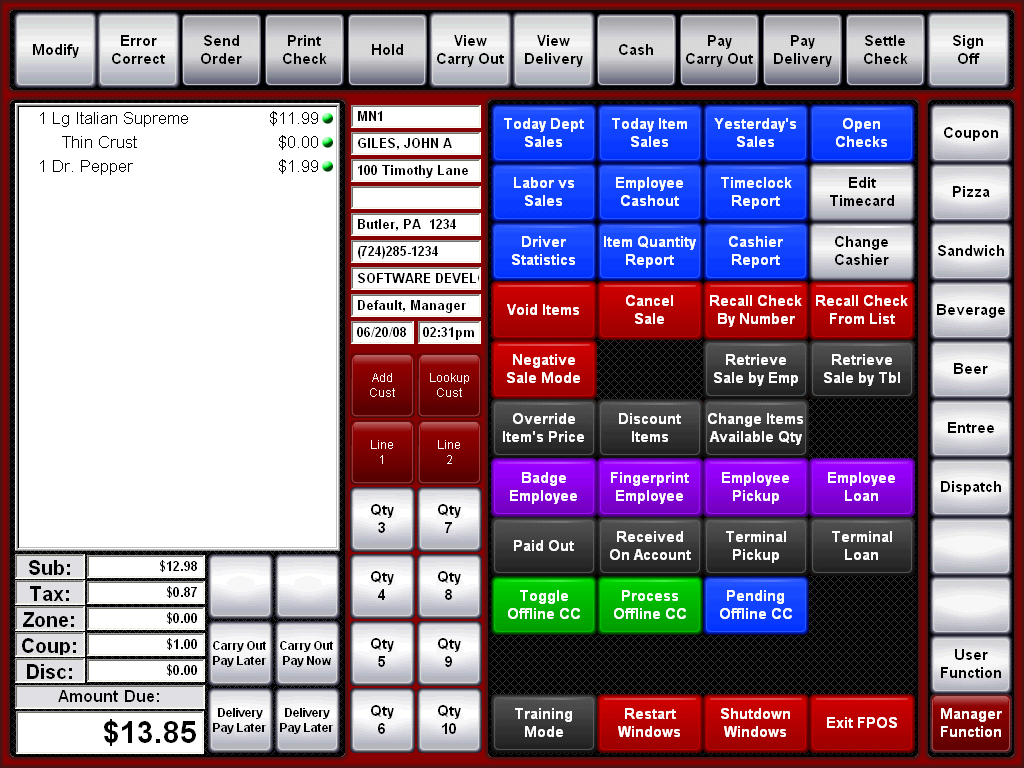 Modify
Error
Correct
Send
Order
Print
Check
Hold
View
Carry Out
View
Delivery
Cash
Pay
Carry Out
Pay
Delivery
Settle
Check
Sign
Off
1 Lg Italian Supreme $11.99
Thin Crust $0.00
1 Dr. Pepper $1.99
Sub: $12.98
Tax: $0.87
Zone: $0.00
Coup: $1.00
Disc: $0.00
Amount Due:
$13.85
Carry Out
Pay Later
Carry Out
Pay Now
Delivery
Pay Later
Delivery
Pay Later
MN1
GILES, JOHN A
100 Timothy Lane
Butler, PA 1234
(724)285-1234
SOFTWARE DEVEL
Default, Manager
06/20/08 02:31pm
Add
Cust
Lookup
Cust
Line
1
Line
2
Qty
3
Qty
7
Qty
4
Qty
8
Qty
5
Qty
9
Qty
6
Qty
10
Today Dept
Sales
Today Item
Sales
Yesterday's
Sales
Open
Checks
Labor vs
Sales
Employee
Cashout
Timeclock
Report
Edit
Timecard
Driver
Statistics
Item Quantity
Report
Cashier
Report
Change
Cashier
Void Items
Cancel
Sale
Recall Check
By Number
Recall Check
From List
Negative
Sale Mode
Retrieve
Sale by Emp
Retrieve
Sale by Tbl
Override
Item's Price
Discount
Items
Change Items
Available Qty
Badge
Employee
Fingerprint
Employee
Employee
Pickup
Employee
Loan
Paid Out
Received
On Account
Terminal
Pickup
Terminal
Loan
Toggle
Offline CC
Process
Offline CC
Pending
Offline CC
Training
Mode
Restart
Windows
Shutdown
Windows
Exit FPOS
Coupon
Pizza
Sandwich
Beverage
Beer
Entree
Dispatch
User
Function
Manager
Function